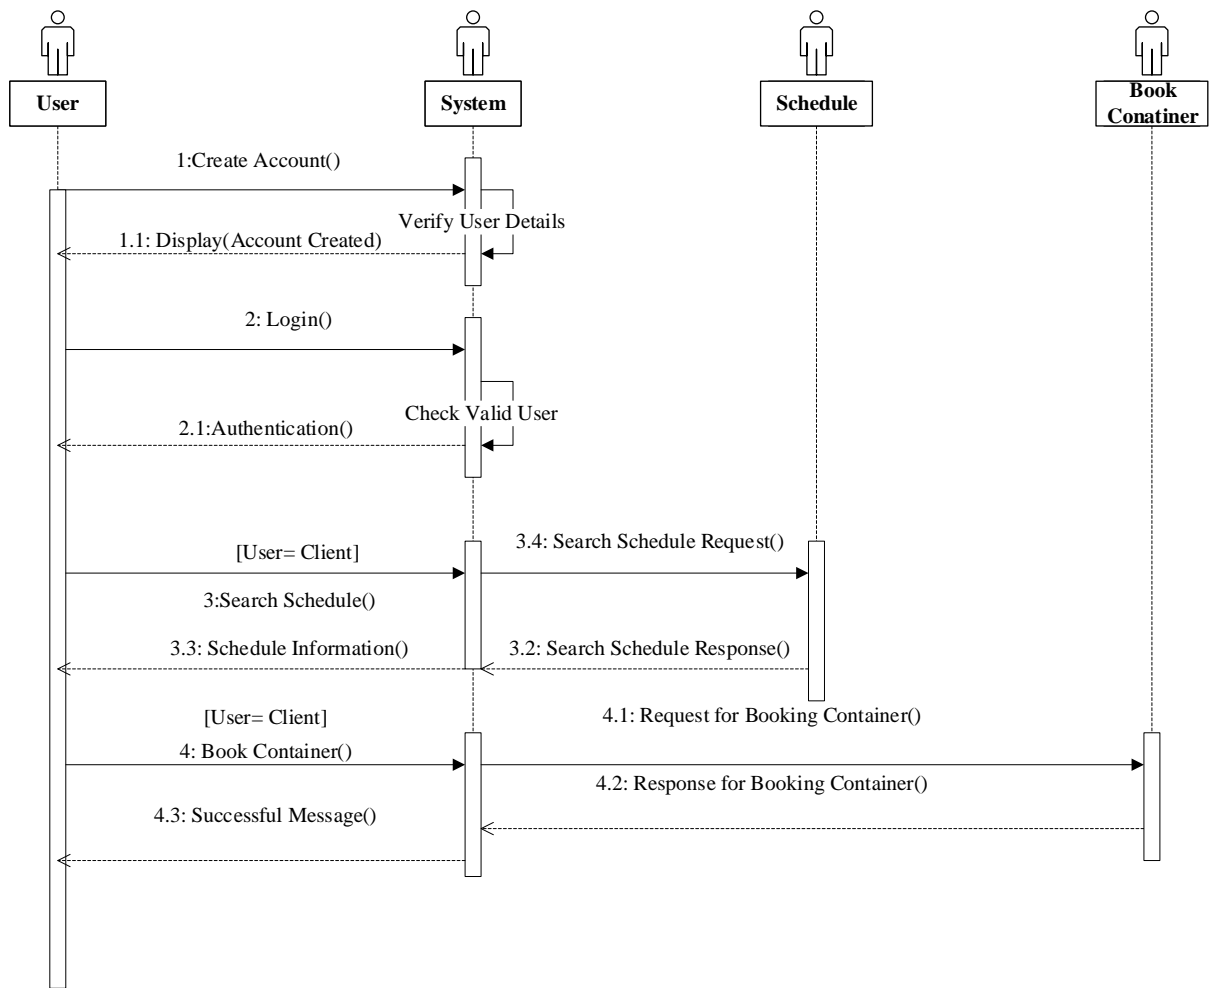 User
System
Schedule
Book
Conatiner
1:Create Account()
Verify User Details
1.1: Display(Account Created)
2: Login()
Check Valid User
2.1:Authentication()
3.4: Search Schedule Request()
[User= Client]
3:Search Schedule()
3.3: Schedule Information()
3.2: Search Schedule Response()
[User= Client]
4.1: Request for Booking Container()
4: Book Container()
4.2: Response for Booking Container()
4.3: Successful Message()